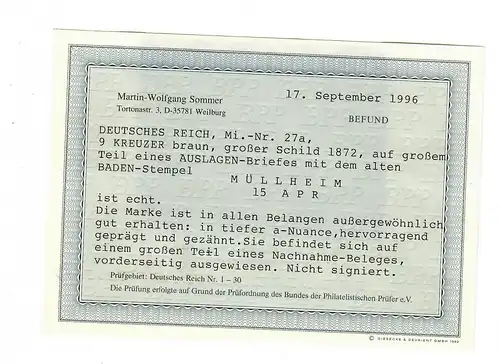 Martin-Wolfgang Sommer
Tortonastr. 3, D-35781 Weilburg
17. September 1996
BEFUND
DEUTSCHES REICH, Mi.-Nr. 27a,
9 KREUZER braun, großer Schild 1872, auf großem
Teil eines AUSLAGEN-Briefes mit dem alten
BADEN-Stempel
MÜLLHEIM
15 APR
ist echt.
Die Marke ist in allen Belangen außergewöhnlich
gut erhalten: in tiefer a-Nuance, hervorragend
geprägt und gezähnt. Sie befindet sich auf
einem großen Teil eines Nachnahme-Beleges,
vorderseitig ausgewiesen. Nicht signiert.
Prüfgebiet: Deutsches Reich Nr. 1 – 30
Die Prüfung erfolgte auf Grund der Prüfordnung des Bundes der Philatelistischen Prüfer e.V.
© GIESECKE & DEVRIENT GMBH